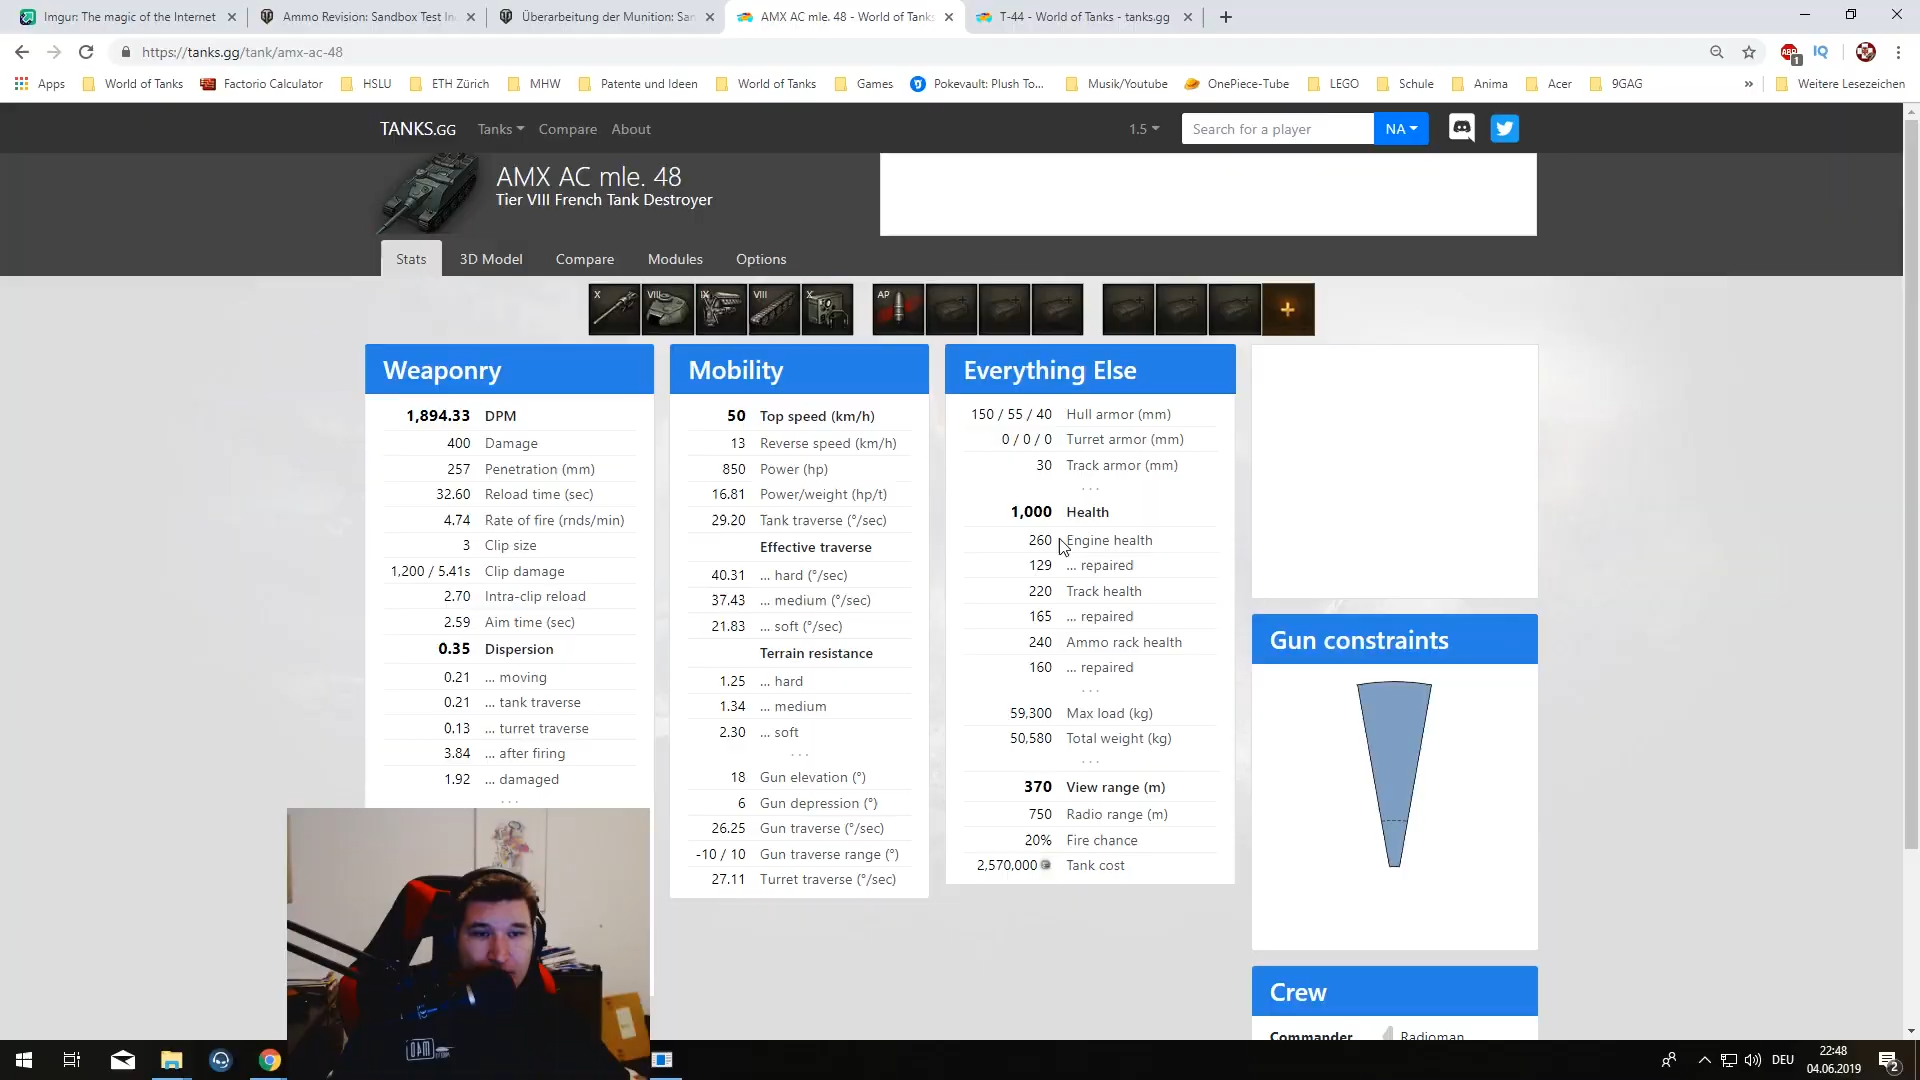 Imgur: The magic of the Internet
Ammo Revision: Sandbox Test In
Überarbeitung der Munition: San
AMX AC mle. 48 - World of Tanks
T-44 - World of Tanks - tanks.gg
https://tanks.gg/tank/amx-ac-48
ABP
1
IQ
Apps
World of Tanks
Factorio Calculator
HSLU
ETH Zürich
MHW
Patente und Ideen
World of Tanks
Games
Pokevault: Plush To...
Musik/Youtube
OnePiece-Tube
LEGO
Schule
Anima
Acer
9GAG
»
Weitere Lesezeichen
TANKS.GG
Tanks
Compare
About
1.5
Search for a player
NA
AMX AC mle. 48
Tier VIII French Tank Destroyer
Stats
3D Model
Compare
Modules
Options
X
VIII
IX
VIII
X
AP
Weaponry
1,894.33 DPM
400 Damage
257 Penetration (mm)
32.60 Reload time (sec)
4.74 Rate of fire (rnds/min)
3 Clip size
1,200 / 5.41s Clip damage
2.70 Intra-clip reload
2.59 Aim time (sec)
0.35 Dispersion
0.21 ... moving
0.21 ... tank traverse
0.13 ... turret traverse
3.84 ... after firing
1.92 ... damaged
...
Mobility
50 Top speed (km/h)
13 Reverse speed (km/h)
850 Power (hp)
16.81 Power/weight (hp/t)
29.20 Tank traverse (°/sec)
Effective traverse
40.31 ... hard (°/sec)
37.43 ... medium (°/sec)
21.83 ... soft (°/sec)
Terrain resistance
1.25 ... hard
1.34 ... medium
2.30 ... soft
...
18 Gun elevation (°)
6 Gun depression (°)
26.25 Gun traverse (°/sec)
-10 / 10 Gun traverse range (°)
27.11 Turret traverse (°/sec)
Everything Else
150 / 55 / 40 Hull armor (mm)
0 / 0 / 0 Turret armor (mm)
30 Track armor (mm)
...
1,000 Health
260 Engine health
129 ... repaired
220 Track health
165 ... repaired
240 Ammo rack health
160 ... repaired
...
59,300 Max load (kg)
50,580 Total weight (kg)
...
370 View range (m)
750 Radio range (m)
20% Fire chance
2,570,000 Tank cost
Gun constraints
Crew
Commander
Radioman
DEU
22:48
04.06.2019
2